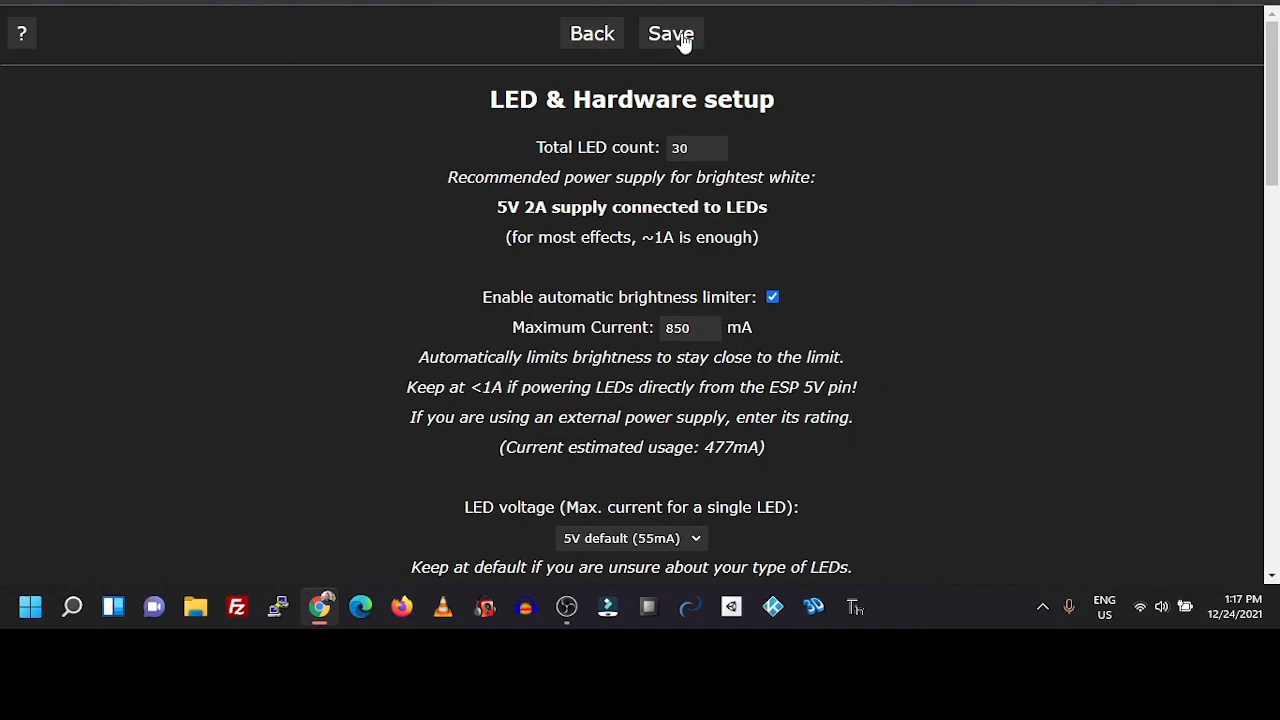 ?
Back
Save
LED & Hardware setup
Total LED count: 30
Recommended power supply for brightest white:
5V 2A supply connected to LEDs
(for most effects, ~1A is enough)
Enable automatic brightness limiter:
Maximum Current: 850 mA
Automatically limits brightness to stay close to the limit.
Keep at <1A if powering LEDs directly from the ESP 5V pin!
If you are using an external power supply, enter its rating.
(Current estimated usage: 477mA)
LED voltage (Max. current for a single LED):
5V default (55mA)
Keep at default if you are unsure about your type of LEDs.
Fz
3D
ENG
US
1:17 PM
12/24/2021